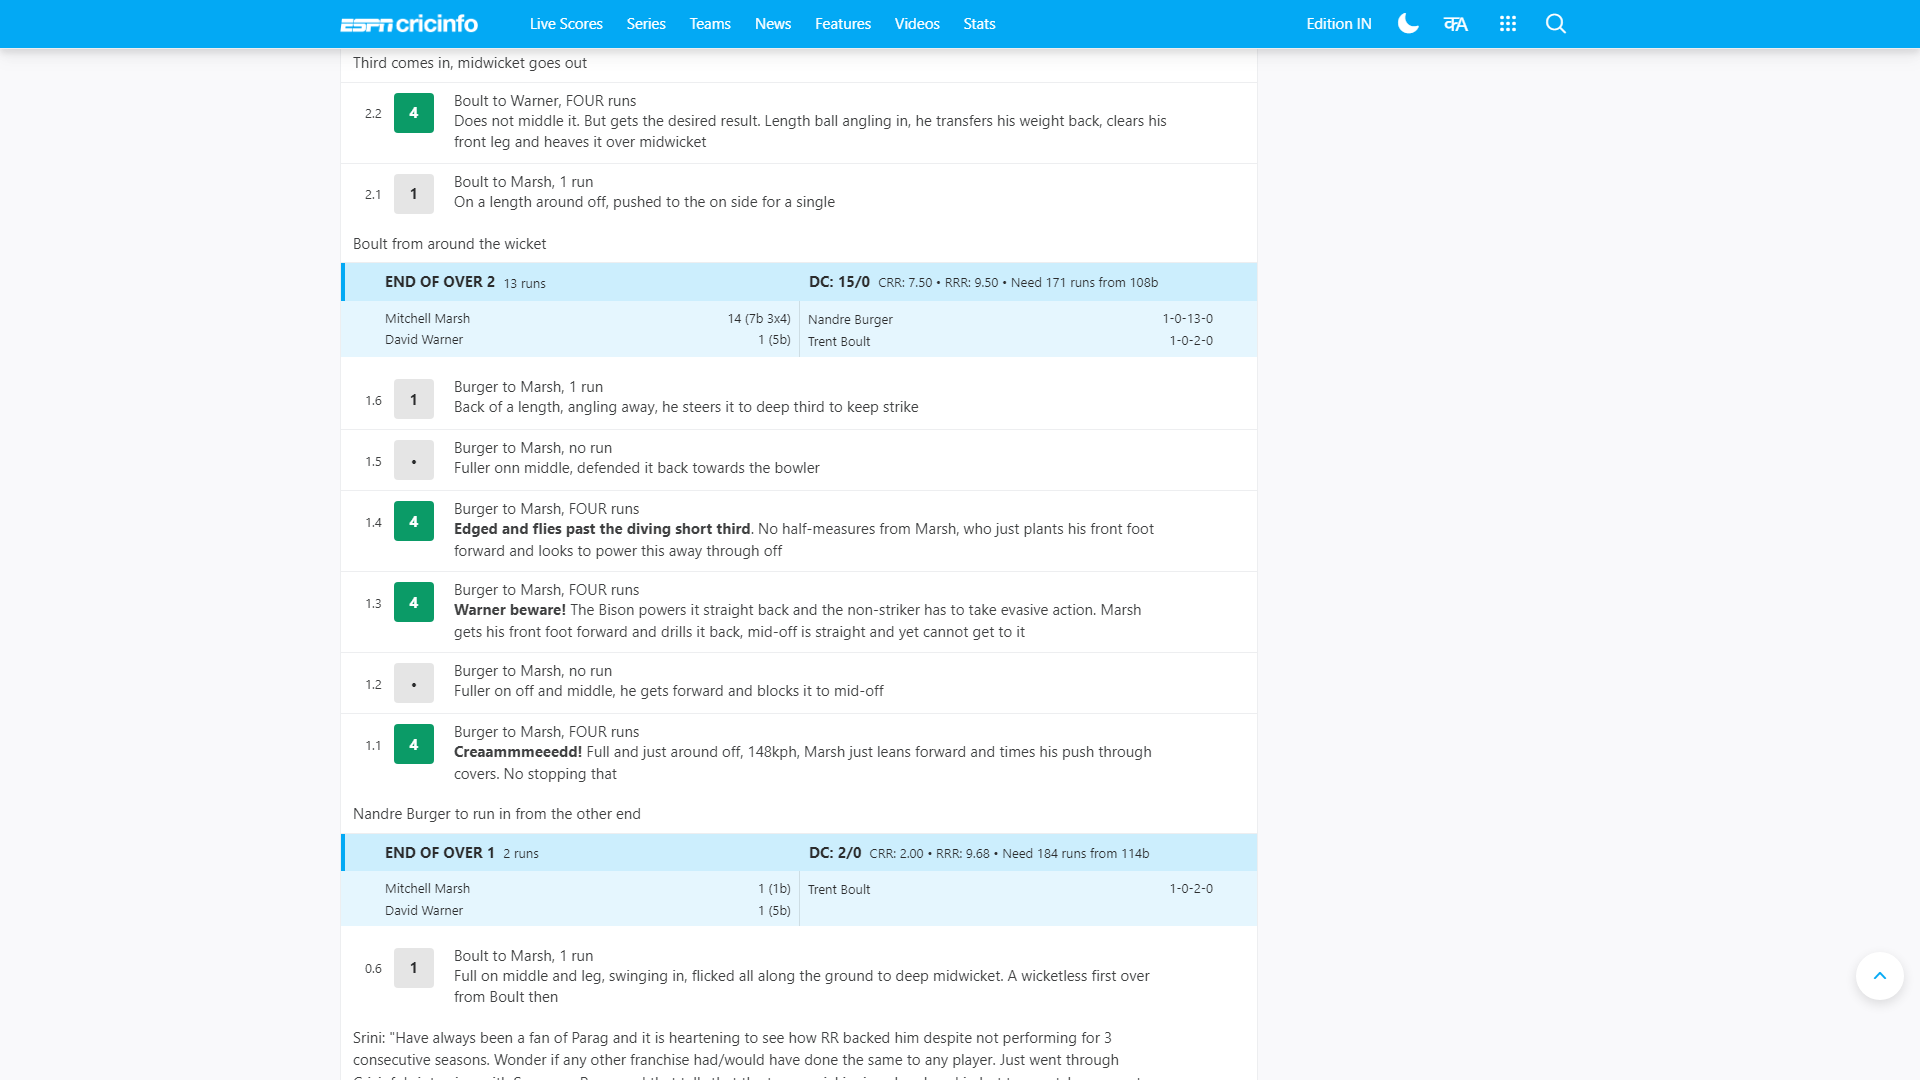 ESPN cricinfo Live Scores Series Teams News Features Videos Stats Edition IN
Third comes in, midwicket goes out
2.2 4 Boult to Warner, FOUR runs
Does not middle it. But gets the desired result. Length ball angling in, he transfers his weight back, clears his
front leg and heaves it over midwicket
2.1 1 Boult to Marsh, 1 run
On a length around off, pushed to the on side for a single
Boult from around the wicket
END OF OVER 2 13 runs DC: 15/0 CRR: 7.50 • RRR: 9.50 • Need 171 runs from 108b
Mitchell Marsh 14 (7b 3x4) Nandre Burger 1-0-13-0
David Warner 1 (5b) Trent Boult 1-0-2-0
1.6 1 Burger to Marsh, 1 run
Back of a length, angling away, he steers it to deep third to keep strike
1.5 • Burger to Marsh, no run
Fuller onn middle, defended it back towards the bowler
1.4 4 Burger to Marsh, FOUR runs
Edged and flies past the diving short third. No half-measures from Marsh, who just plants his front foot
forward and looks to power this away through off
1.3 4 Burger to Marsh, FOUR runs
Warner beware! The Bison powers it straight back and the non-striker has to take evasive action. Marsh
gets his front foot forward and drills it back, mid-off is straight and yet cannot get to it
1.2 • Burger to Marsh, no run
Fuller on off and middle, he gets forward and blocks it to mid-off
1.1 4 Burger to Marsh, FOUR runs
Creaammmeeedd! Full and just around off, 148kph, Marsh just leans forward and times his push through
covers. No stopping that
Nandre Burger to run in from the other end
END OF OVER 1 2 runs DC: 2/0 CRR: 2.00 • RRR: 9.68 • Need 184 runs from 114b
Mitchell Marsh 1 (1b) Trent Boult 1-0-2-0
David Warner 1 (5b)
0.6 1 Boult to Marsh, 1 run
Full on middle and leg, swinging in, flicked all along the ground to deep midwicket. A wicketless first over
from Boult then
Srini: "Have always been a fan of Parag and it is heartening to see how RR backed him despite not performing for 3
consecutive seasons. Wonder if any other franchise had/would have done the same to any player. Just went through